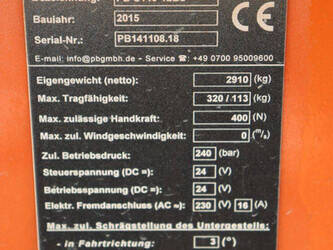 Baujahr: 2015
Serial-Nr.: PB141108.18
CE
E-mail: info@pbgmbh.de - Service ☎: +49 0700 95009600
Eigengewicht (netto): 2910 (kg)
Max. Tragfähigkeit: 320 / 113 (kg)
Max. zulässige Handkraft: 400 (N)
Max. zul. Windgeschwindigkeit: 0 (m/s)
Zul. Betriebsdruck: 240 (bar)
Steuerspannung (DC =): 24 (V)
Betriebsspannung (DC =): 24 (V)
Elektr. Fremdanschluss (AC ~): 230 (V) 16 (A)
Max. zul. Schrägstellung des Untergestells:
- in Fahrtrichtung: 3 (°)